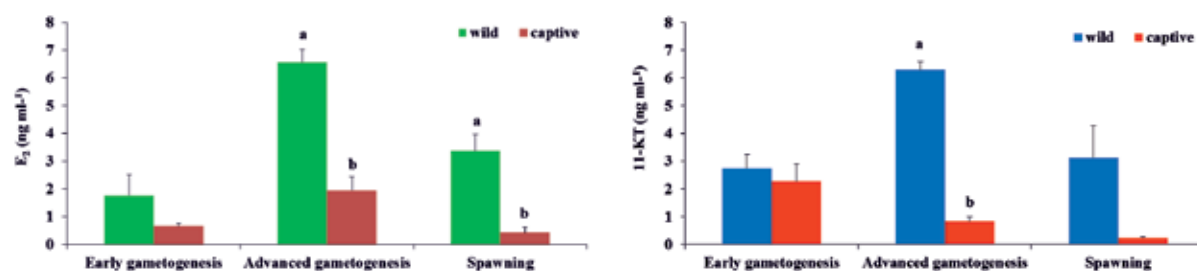 8
7
6
5
4
3
2
1
0
E₂ (ng ml-¹)
wild captive
a
b
a
b
Early gametogenesis Advanced gametogenesis Spawning
8
7
6
5
4
3
2
1
0
11-KT (ng ml-¹)
wild captive
a
b
Early gametogenesis Advanced gametogenesis Spawning